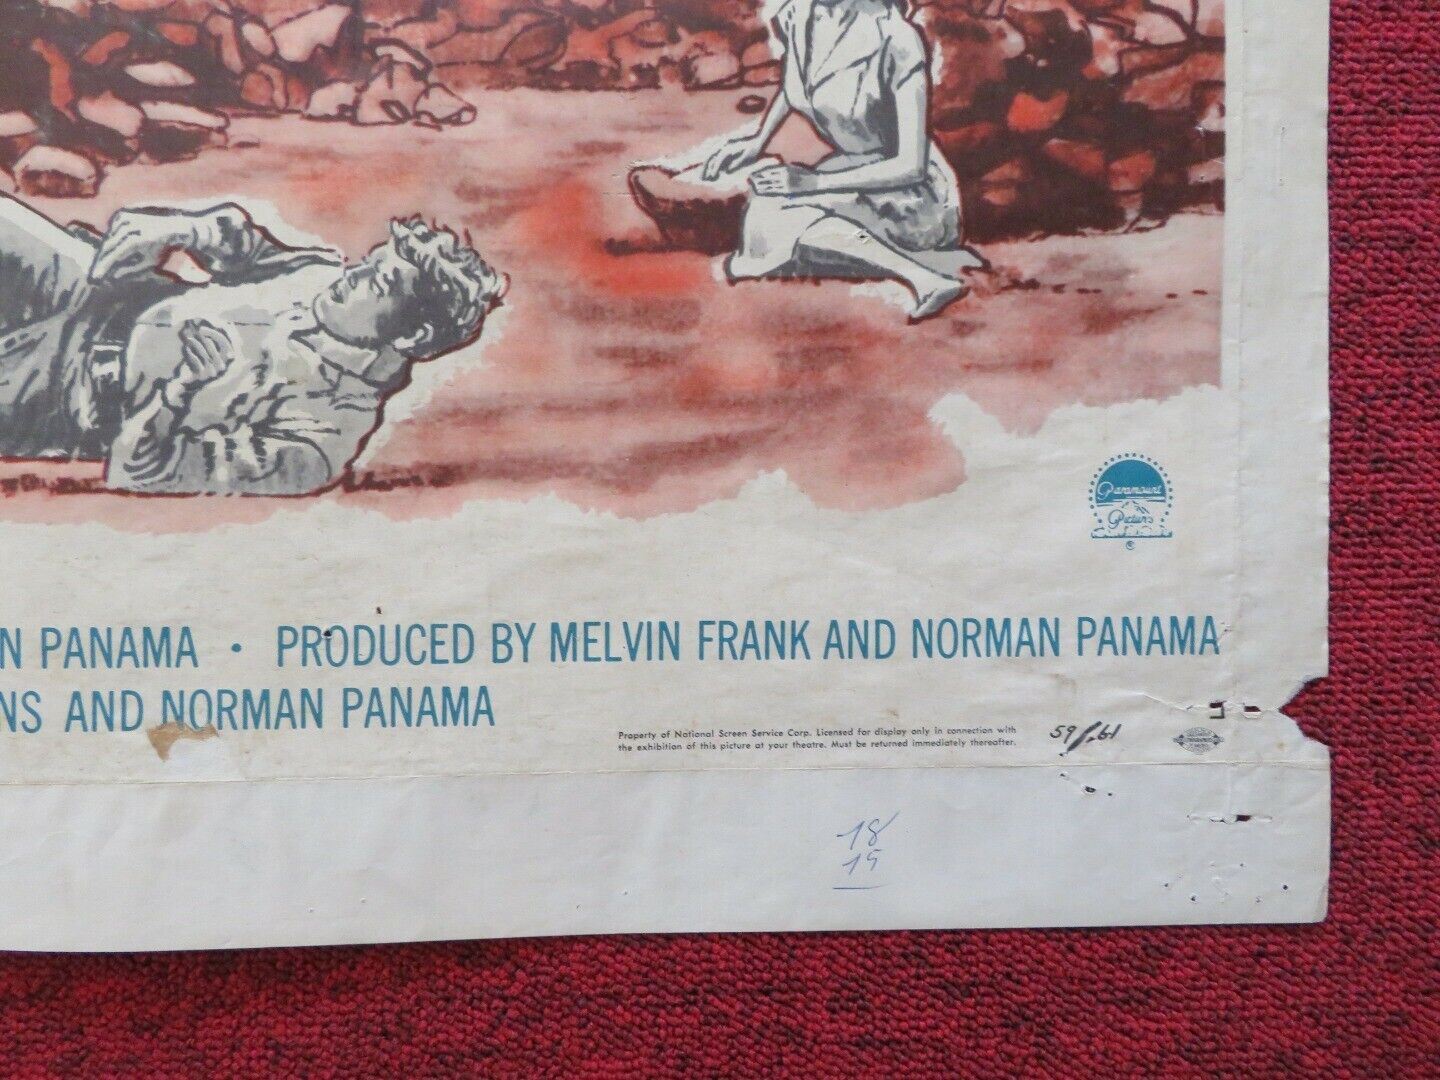 Paramount
Pictures
N PANAMA • PRODUCED BY MELVIN FRANK AND NORMAN PANAMA
NS AND NORMAN PANAMA
Property of National Screen Service Corp. Licensed for display only in connection with
the exhibition of this picture at your theatre. Must be returned immediately thereafter.
59/61
18
19